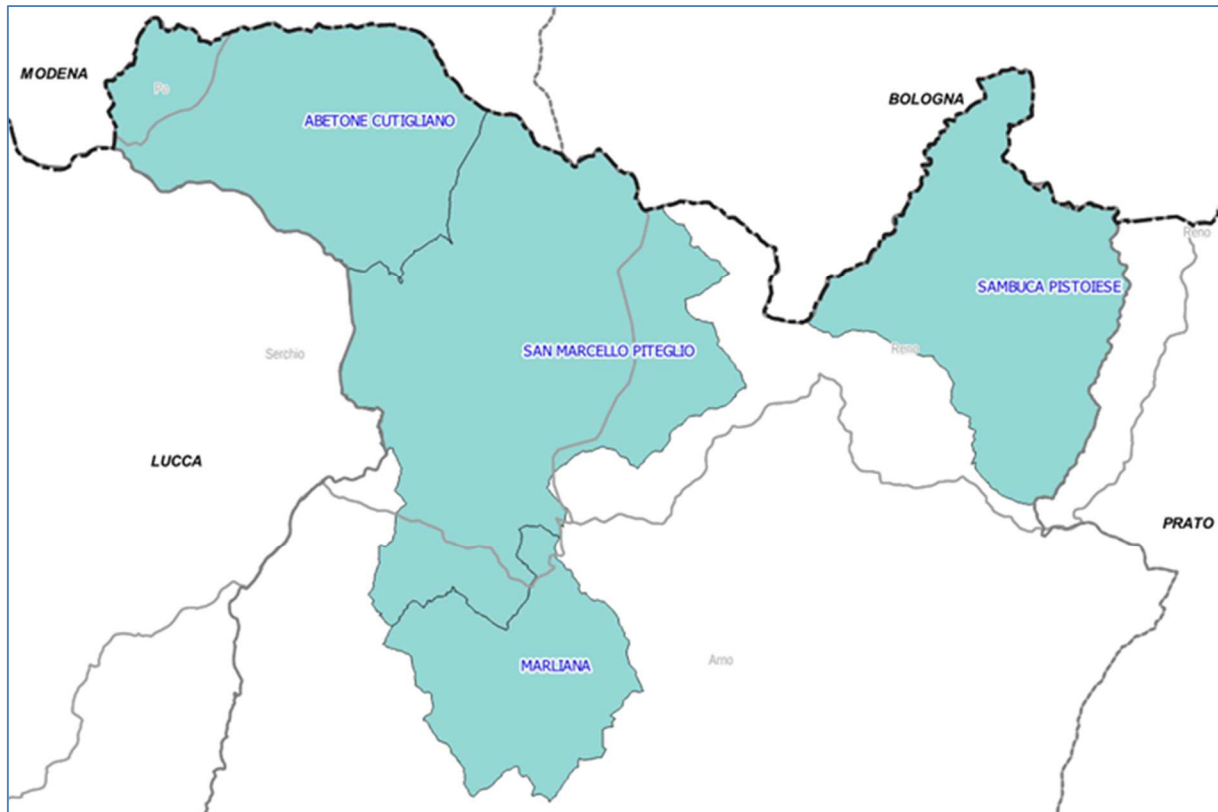 MODENA
Po
BOLOGNA
ABETONE CUTIGLIANO
Reno
SAMBUCA PISTOIESE
Serchio
SAN MARCELLO PITEGLIO
Reno
LUCCA
PRATO
MARLIANA
Arno